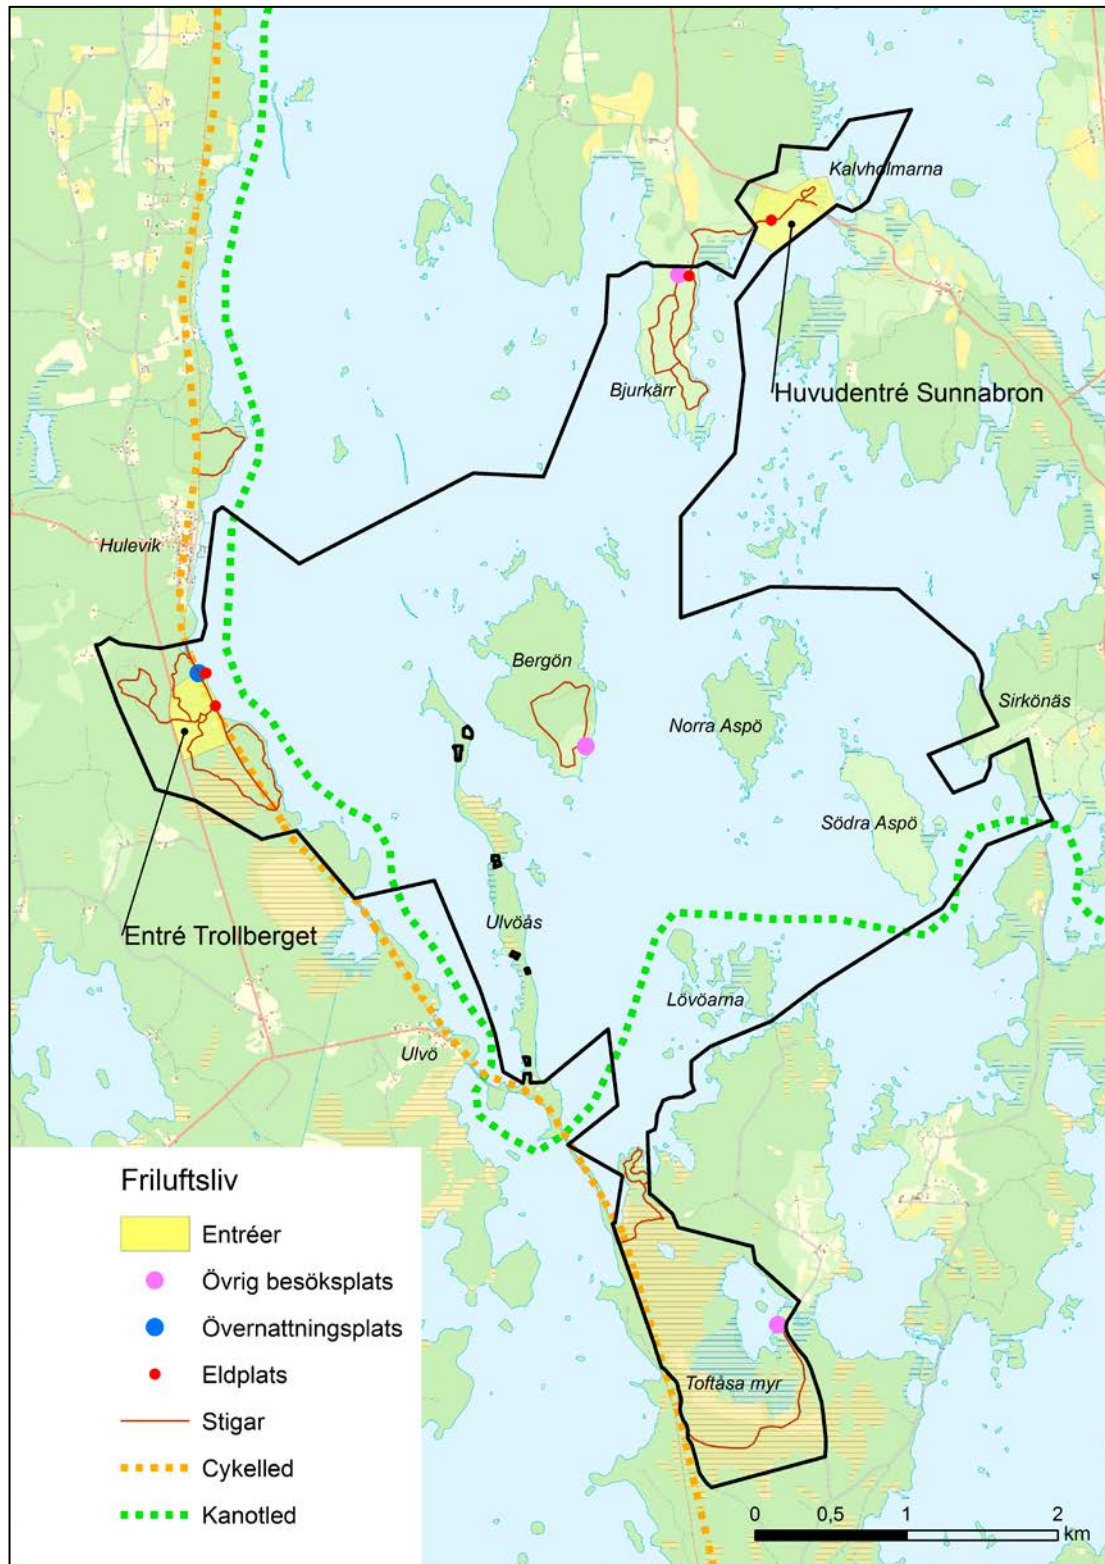 Kalvholmarna
Bjurkärr
Huvudentré Sunnabron
Hulevik
Bergön
Norra Aspö
Sirkönäs
Södra Aspö
Entré Trollberget
Ulvöås
Lövöarna
Ulvö
Toftåsa myr
Friluftsliv
Entréer
Övrig besöksplats
Övernattningsplats
Eldplats
Stigar
Cykelled
Kanotled
0 0,5 1 2
km